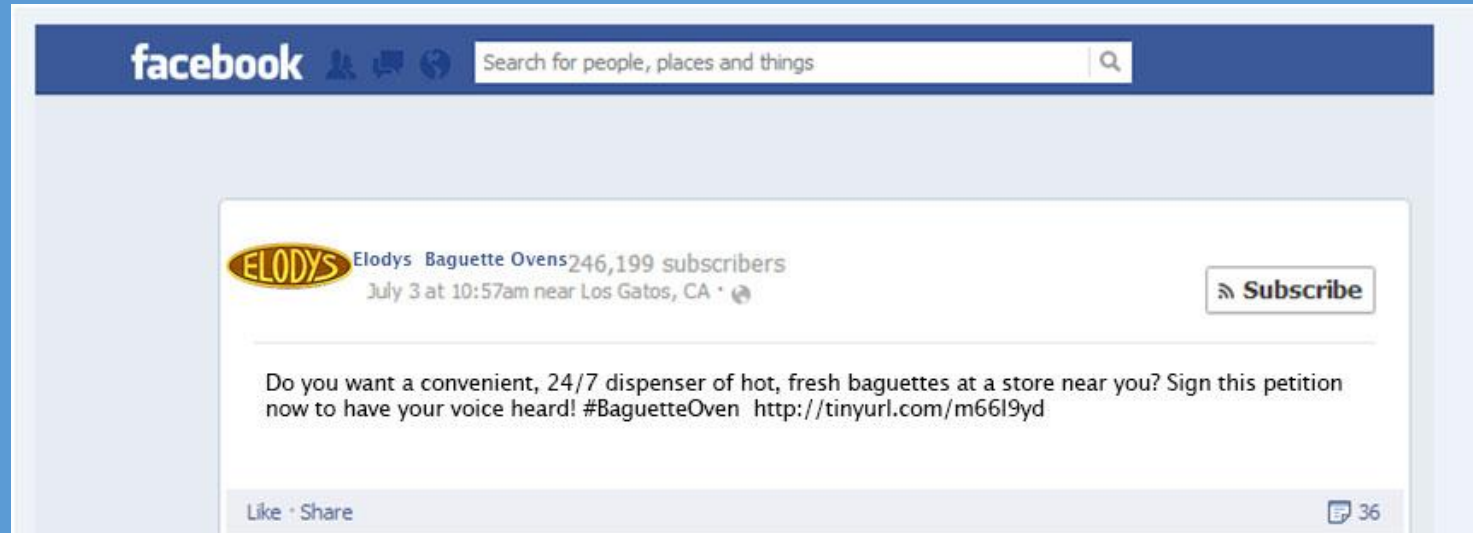 facebook Search for people, places and things
ELODYS Elodys Baguette Ovens 246,199 subscribers
July 3 at 10:57am near Los Gatos, CA ·
Subscribe
Do you want a convenient, 24/7 dispenser of hot, fresh baguettes at a store near you? Sign this petition
now to have your voice heard! #BaguetteOven http://tinyurl.com/m66l9yd
Like · Share 36